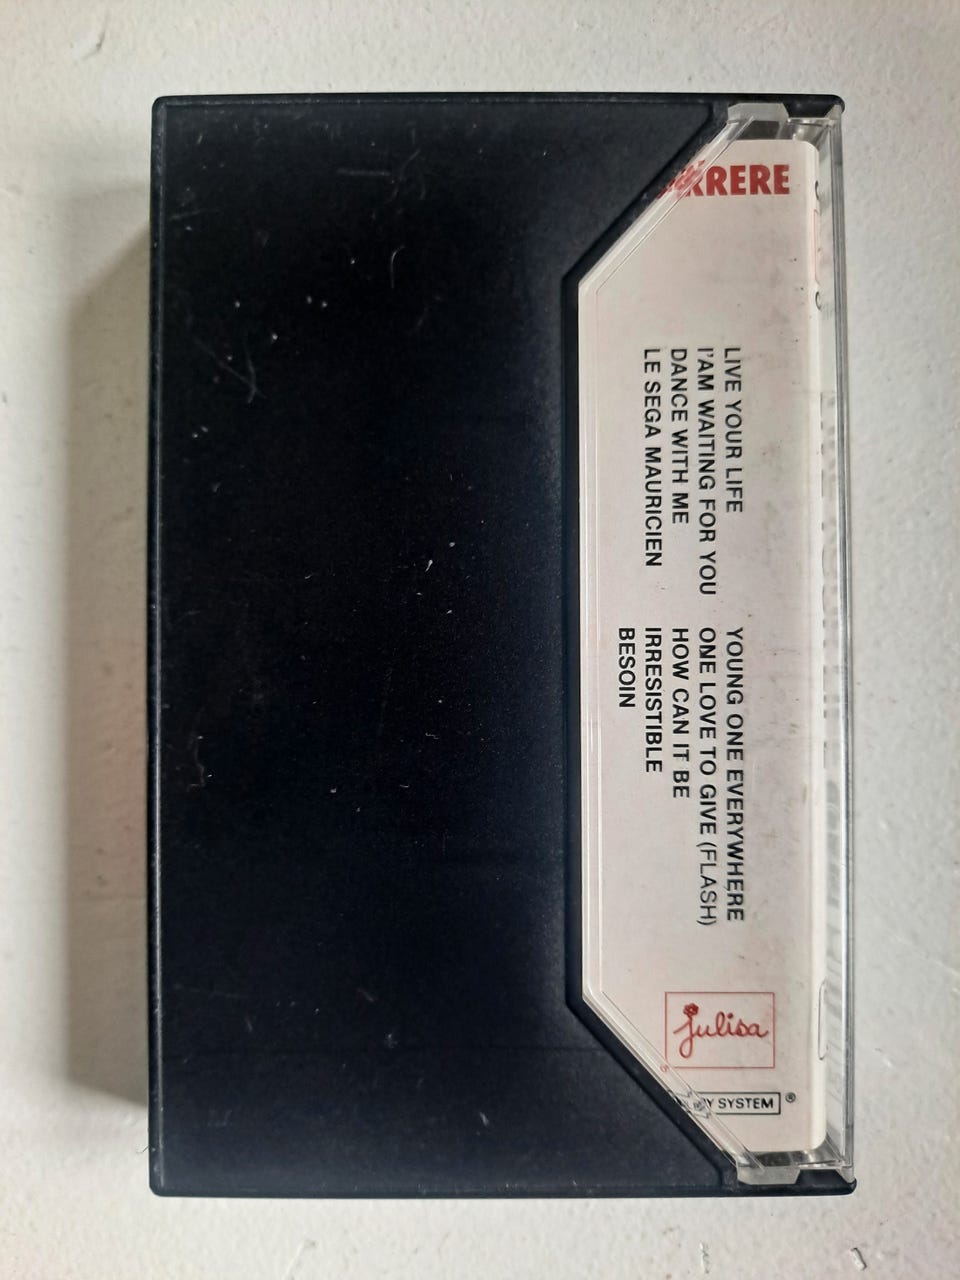 RERE
LIVE YOUR LIFE
I'AM WAITING FOR YOU
DANCE WITH ME
LE SEGA MAURICIEN
YOUNG ONE EVERYWHERE
ONE LOVE TO GIVE (FLASH)
HOW CAN IT BE
IRRESISTIBLE
BESOIN
julisa
SYSTEM ®